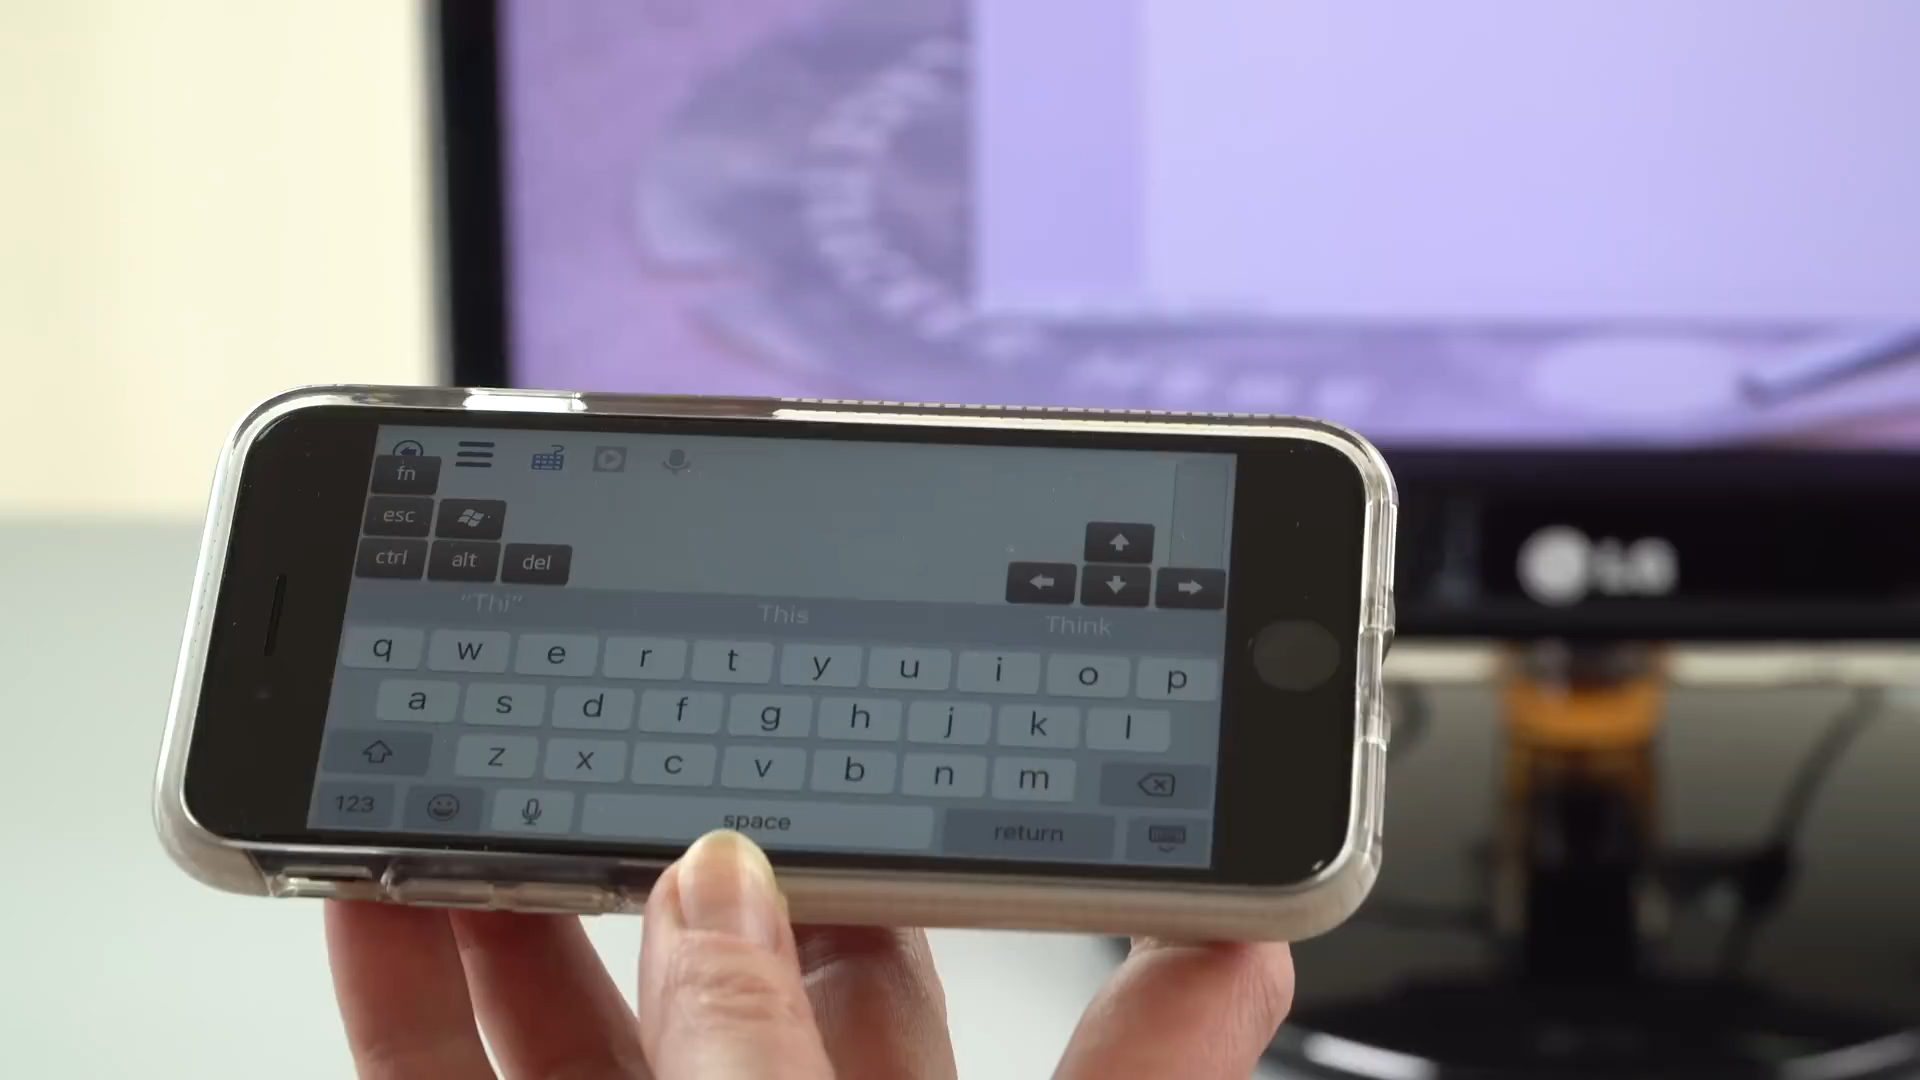 LG
fn
esc
ctrl alt del
“Thi” This Think
q w e r t y u i o p
a s d f g h j k l
z x c v b n m
123 space return